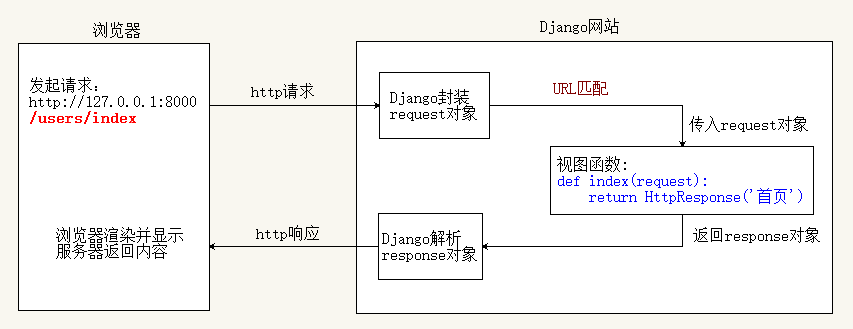 浏览器
Django网站
发起请求:
http://127.0.0.1:8000
/users/index
http请求
Django封装
request对象
URL匹配
传入request对象
视图函数:
def index(request):
return HttpResponse('首页')
返回response对象
Django解析
response对象
http响应
浏览器渲染并显示
服务器返回内容